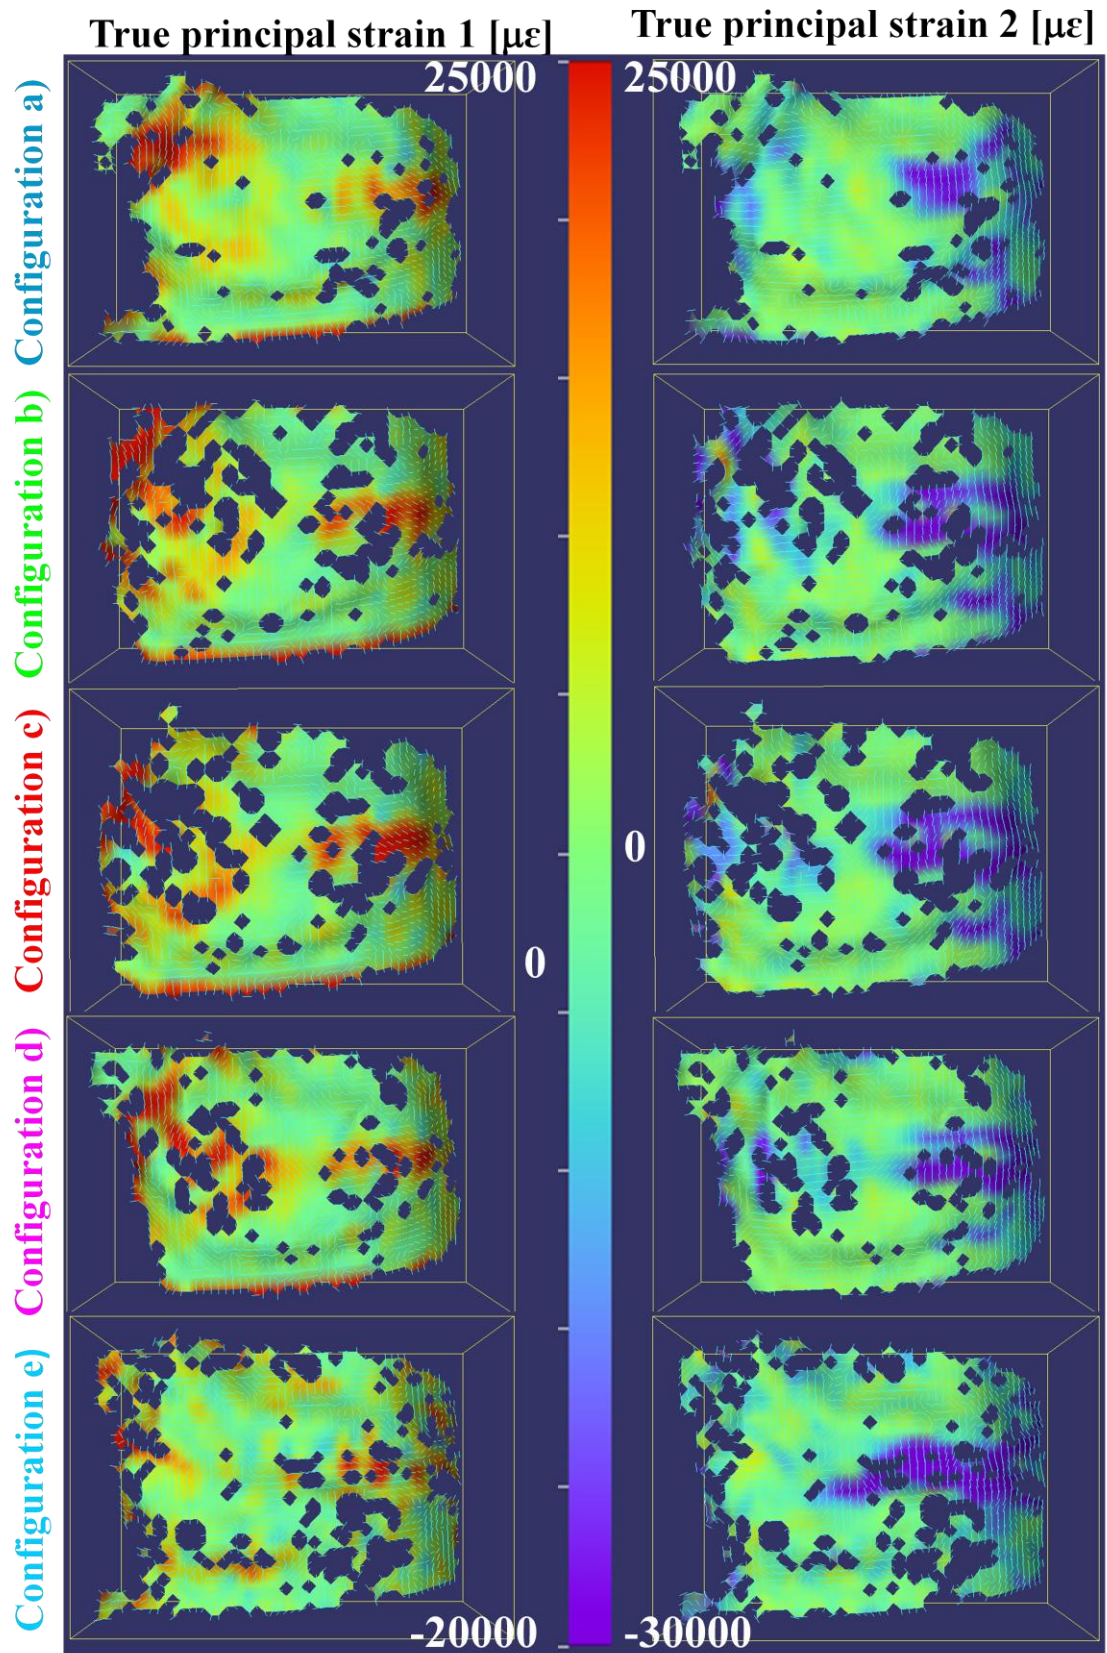 True principal strain 1 [µε]
True principal strain 2 [µε]
25000
25000
Configuration a)
Configuration b)
Configuration c)
0
0
Configuration d)
Configuration e)
-20000
-30000